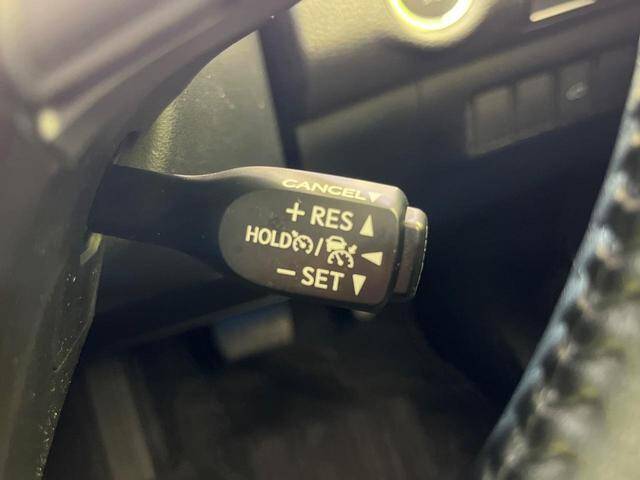 CANCEL▼
+ RES ▲
HOLD / ◀
− SET ▼